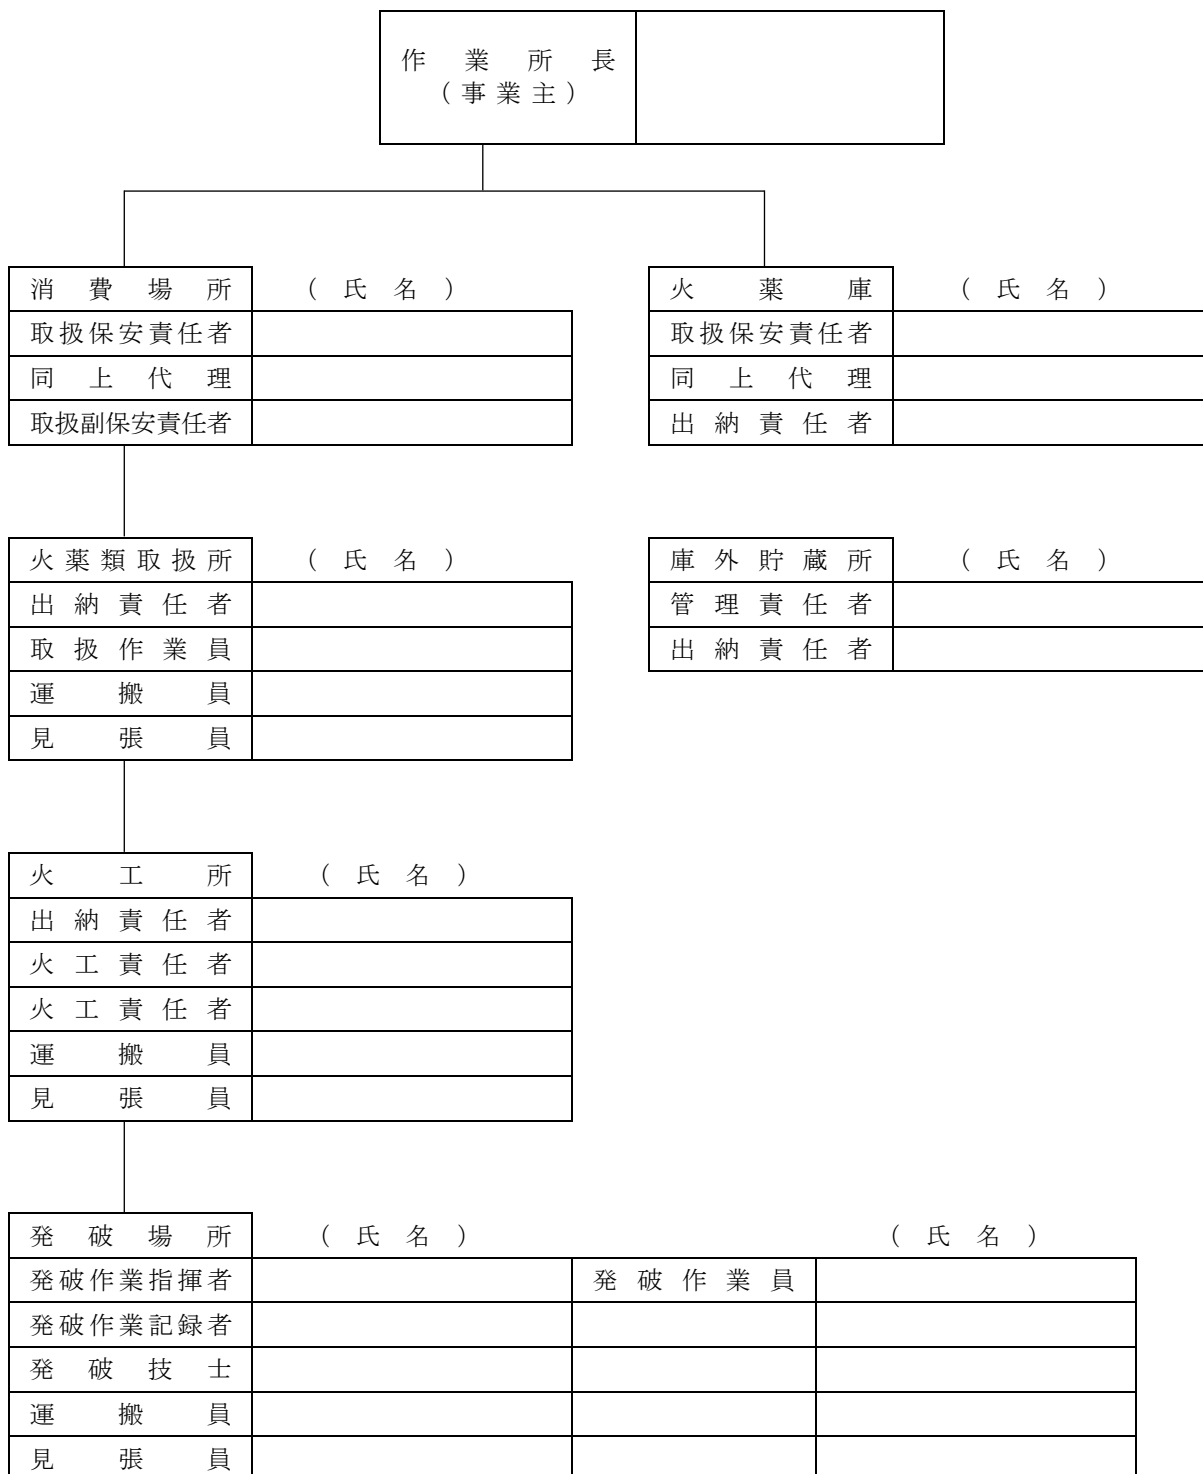 作業所長
(事業主)
消費場所 (氏名)
取扱保安責任者
同上代理
取扱副保安責任者
火薬庫 (氏名)
取扱保安責任者
同上代理
出納責任者
火薬類取扱所 (氏名)
出納責任者
取扱作業員
運搬員
見張員
庫外貯蔵所 (氏名)
管理責任者
出納責任者
火工所 (氏名)
出納責任者
火工責任者
火工責任者
運搬員
見張員
発破場所 (氏名) (氏名)
発破作業指揮者 発破作業員
発破作業記録者
発破技士
運搬員
見張員